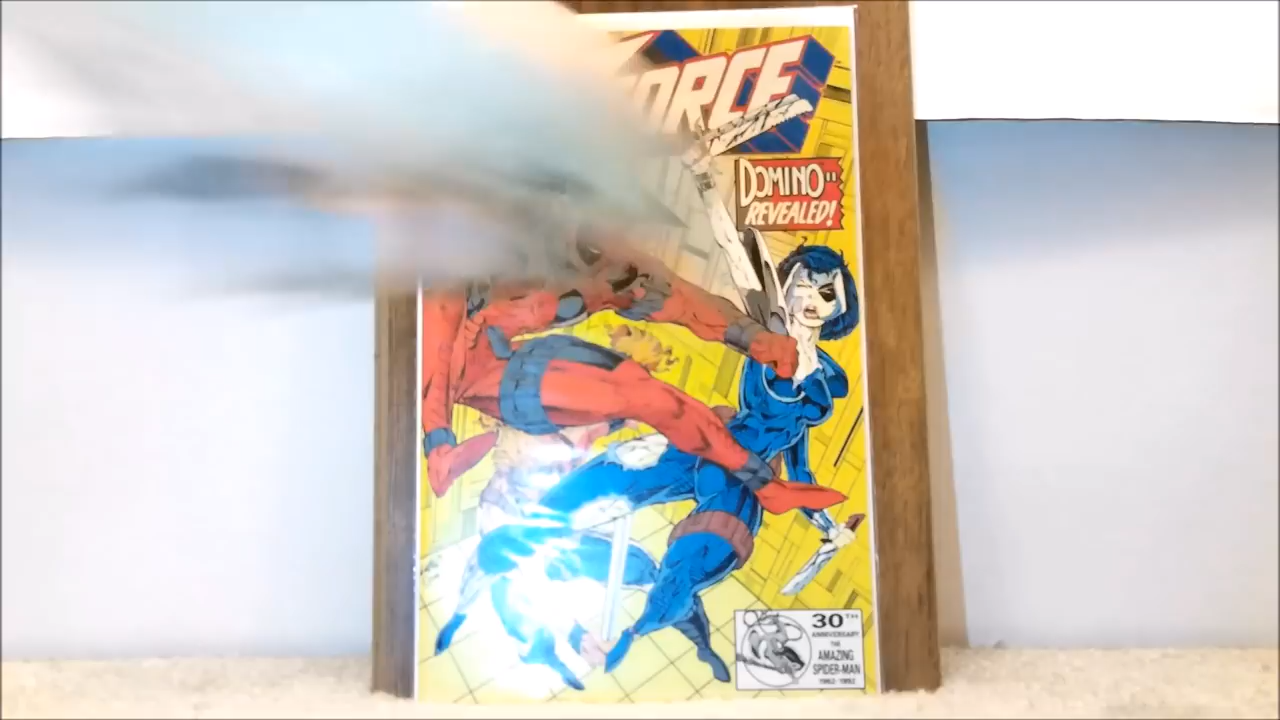 ORCE
DOMINO--
REVEALED!
30TH
ANNIVERSARY
THE
AMAZING
SPIDER-MAN
1962-1992